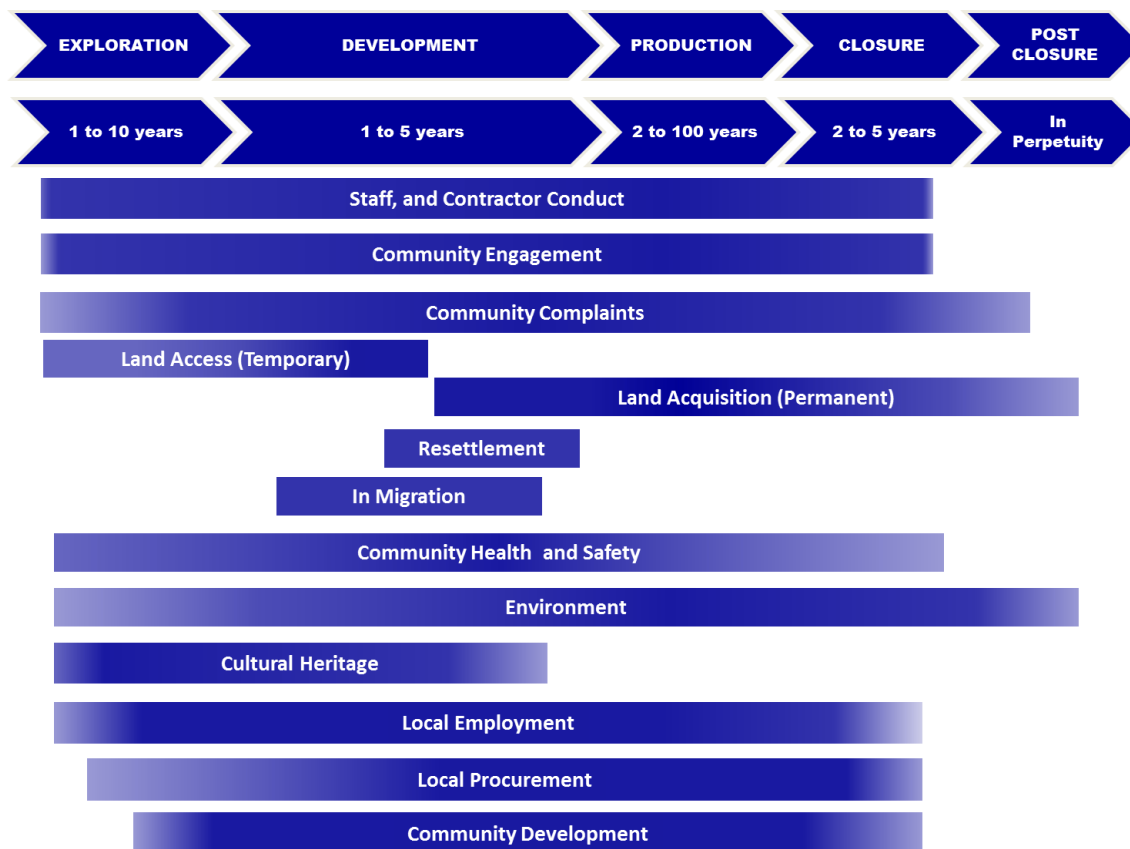 EXPLORATION
DEVELOPMENT
PRODUCTION
CLOSURE
POST
CLOSURE
1 to 10 years
1 to 5 years
2 to 100 years
2 to 5 years
In
Perpetuity
Staff, and Contractor Conduct
Community Engagement
Community Complaints
Land Access (Temporary)
Land Acquisition (Permanent)
Resettlement
In Migration
Community Health  and Safety
Environment
Cultural Heritage
Local Employment
Local Procurement
Community Development